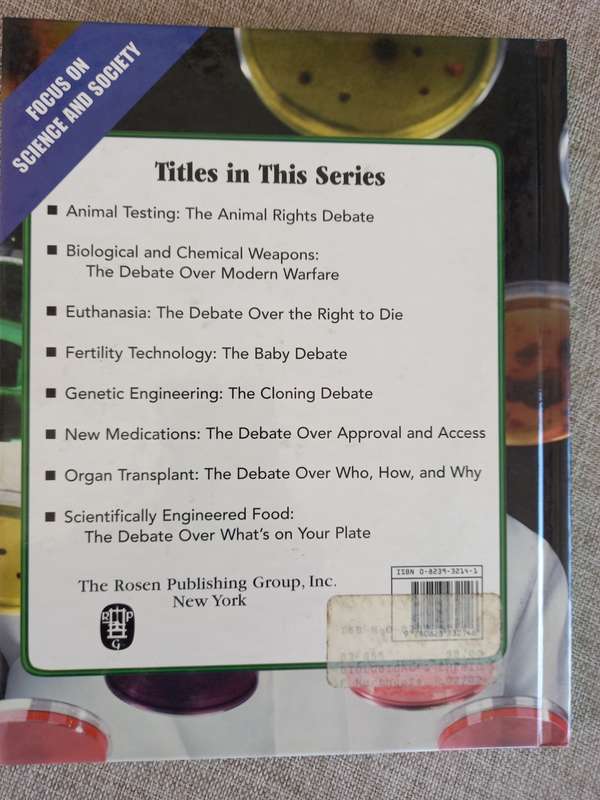 FOCUS ON
SCIENCE AND SOCIETY
Titles in This Series
■ Animal Testing: The Animal Rights Debate
■ Biological and Chemical Weapons:
The Debate Over Modern Warfare
■ Euthanasia: The Debate Over the Right to Die
■ Fertility Technology: The Baby Debate
■ Genetic Engineering: The Cloning Debate
■ New Medications: The Debate Over Approval and Access
■ Organ Transplant: The Debate Over Who, How, and Why
■ Scientifically Engineered Food:
The Debate Over What's on Your Plate
The Rosen Publishing Group, Inc.
New York
R P
G
ISBN 0-8239-3214-1